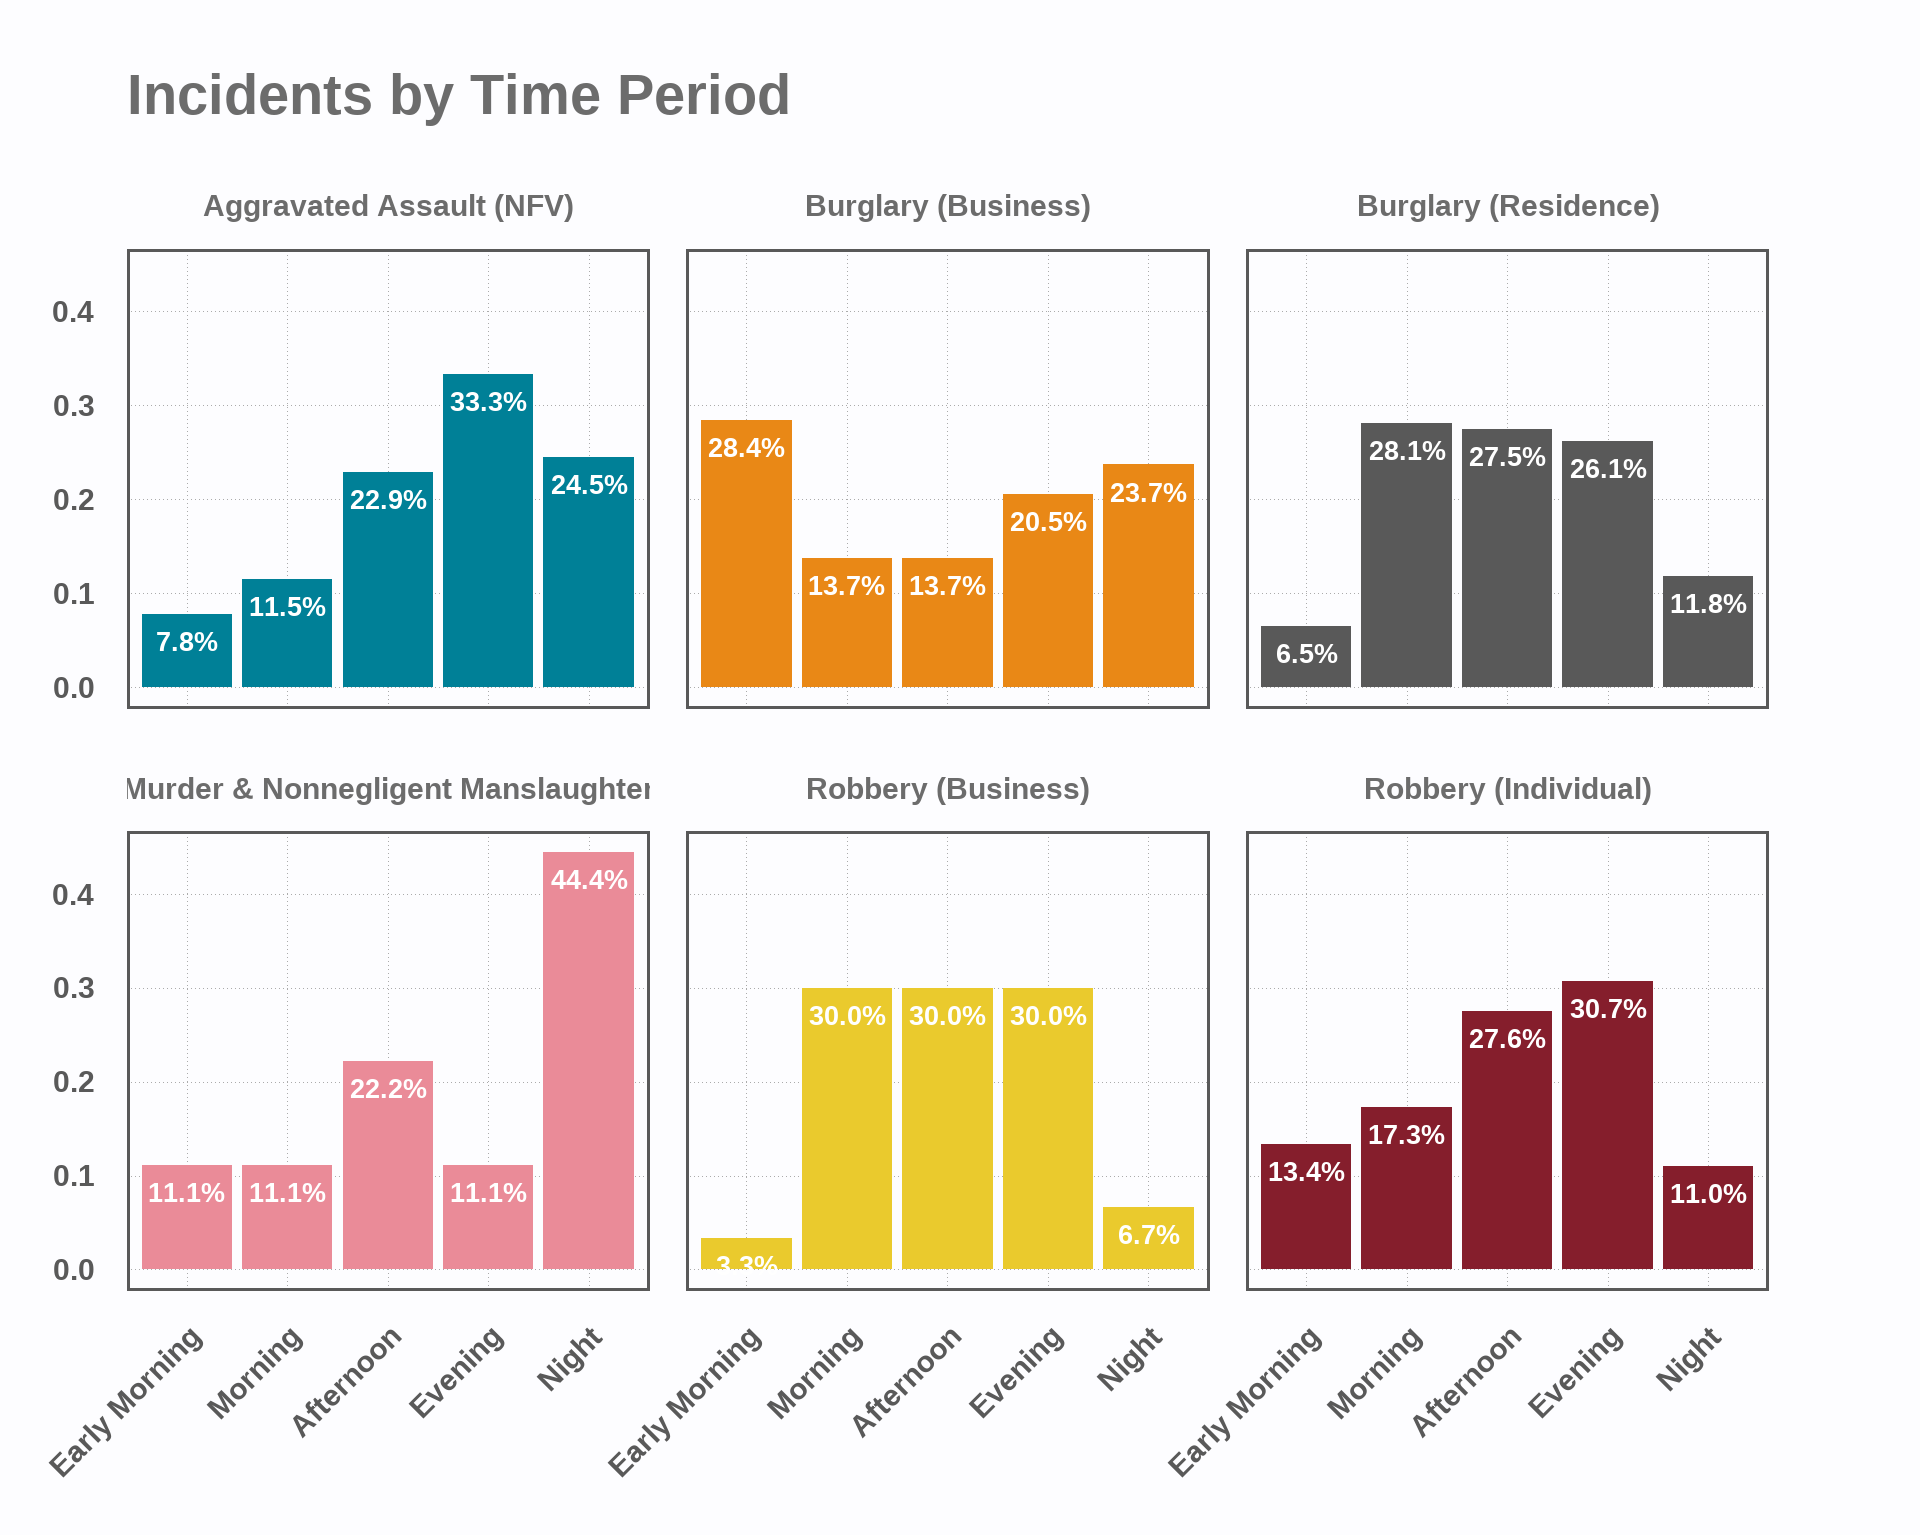 Incidents by Time Period
Aggravated Assault (NFV)
Burglary (Business)
Burglary (Residence)
0.4
0.3
0.2
0.1
0.0
7.8%
11.5%
22.9%
33.3%
24.5%
28.4%
13.7%
13.7%
20.5%
23.7%
6.5%
28.1%
27.5%
26.1%
11.8%
Murder & Nonnegligent Manslaughter
Robbery (Business)
Robbery (Individual)
0.4
0.3
0.2
0.1
0.0
11.1%
11.1%
22.2%
11.1%
44.4%
3.3%
30.0%
30.0%
30.0%
6.7%
13.4%
17.3%
27.6%
30.7%
11.0%
Early Morning
Morning
Afternoon
Evening
Night
Early Morning
Morning
Afternoon
Evening
Night
Early Morning
Morning
Afternoon
Evening
Night